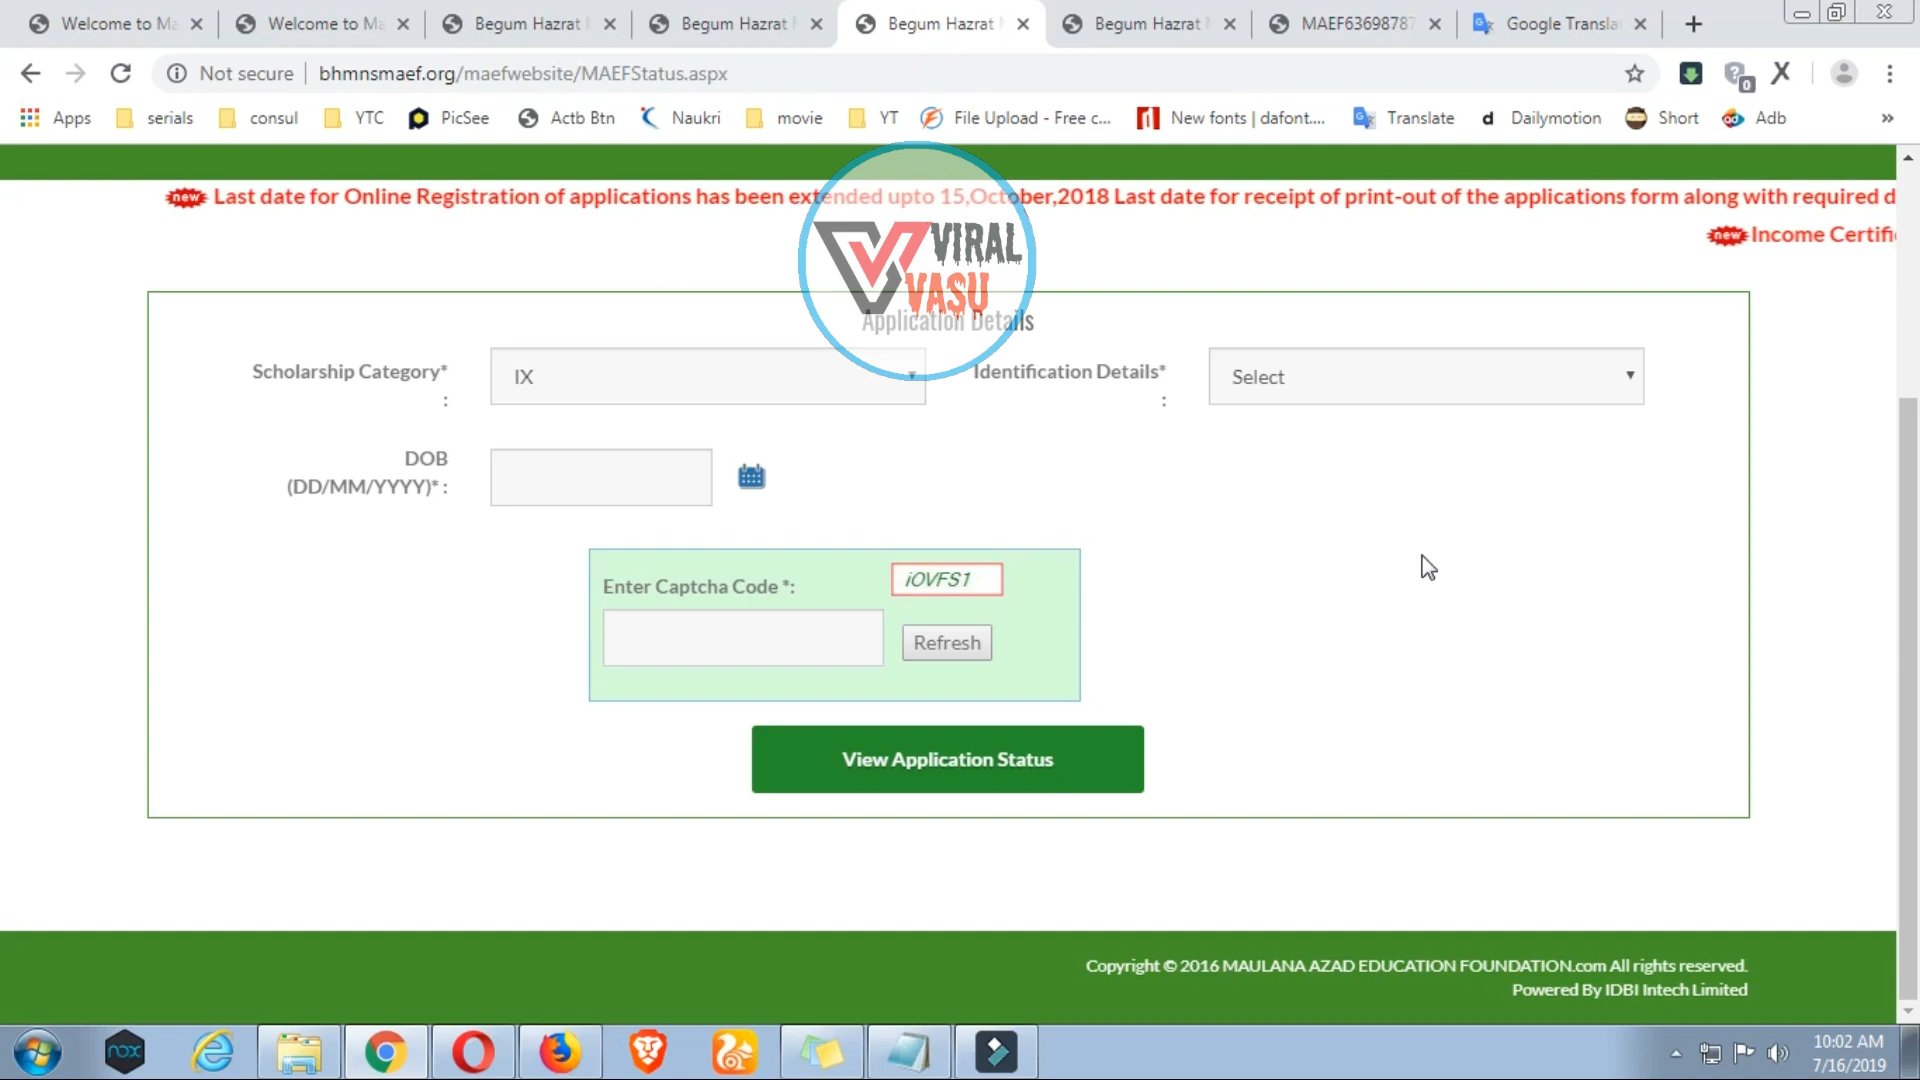 Welcome to Ma
Welcome to Ma
Begum Hazrat
Begum Hazrat
Begum Hazrat
Begum Hazrat
MAEF63698787
Google Transla
Not secure
bhmnsmaef.org/maefwebsite/MAEFStatus.aspx
0
Apps
serials
consul
YTC
PicSee
Actb Btn
Naukri
movie
YT
File Upload - Free c...
New fonts | dafont....
Translate
d Dailymotion
Short
Adb
»
new Last date for Online Registration of applications has been extended upto 15,October,2018 Last date for receipt of print-out of the applications form along with required d
new Income Certifi
VIRAL
VASU
Application Details
Scholarship Category* :
IX
Identification Details* :
Select
DOB
(DD/MM/YYYY)* :
Enter Captcha Code *:
iOVFS1
Refresh
View Application Status
Copyright © 2016 MAULANA AZAD EDUCATION FOUNDATION.com All rights reserved.
Powered By IDBI Intech Limited
nox
10:02 AM
7/16/2019